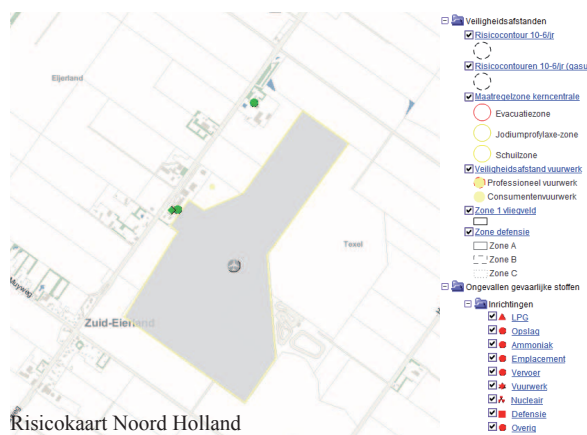 Eijerland
Texel
Muyweg
Zuid-Eierland
Risicokaart Noord Holland
Veiligheidsafstanden
Risicocontour 10-6/jr
Risicocontouren 10-6/jr (gasu
Maatregelzone kerncentrale
Evacuatiezone
Jodiumprofylaxe-zone
Schuilzone
Veiligheidsafstand vuurwerk
Professioneel vuurwerk
Consumentenvuurwerk
Zone 1 vliegveld
Zone defensie
Zone A
Zone B
Zone C
Ongevallen gevaarlijke stoffen
Inrichtingen
LPG
Opslag
Ammoniak
Emplacement
Vervoer
Vuurwerk
Nucleair
Defensie
Overig